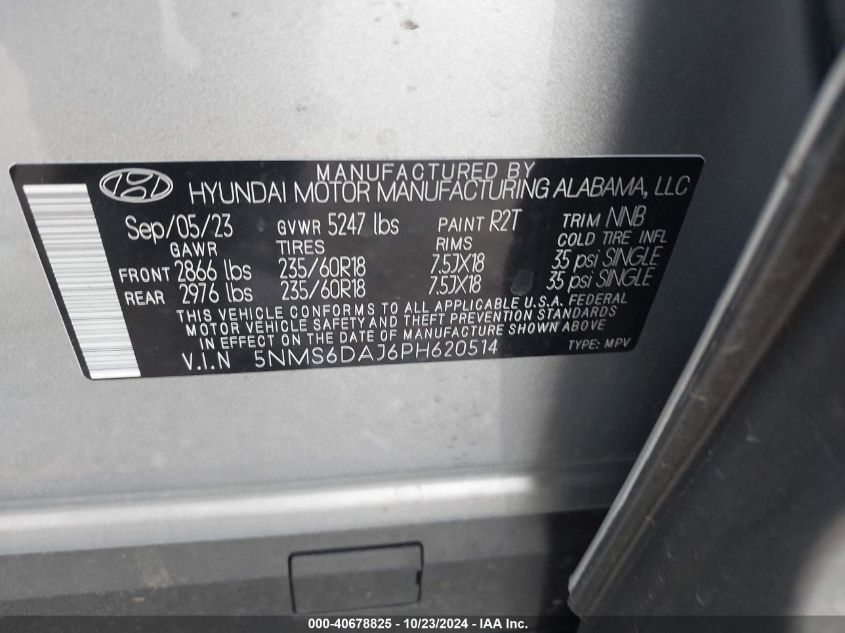 MANUFACTURED BY
HYUNDAI MOTOR MANUFACTURING ALABAMA, LLC
Sep/05/23 GVWR 5247 lbs PAINT R2T TRIM NNB
GAWR TIRES RIMS COLD TIRE INFL
FRONT 2866 lbs 235/60R18 7.5JX18 35 psi SINGLE
REAR 2976 lbs 235/60R18 7.5JX18 35 psi SINGLE
THIS VEHICLE CONFORMS TO ALL APPLICABLE U.S.A. FEDERAL
MOTOR VEHICLE SAFETY AND THEFT PREVENTION STANDARDS
IN EFFECT ON THE DATE OF MANUFACTURE SHOWN ABOVE.
V.I.N 5NMS6DAJ6PH620514 TYPE: MPV
000-40678825 - 10/23/2024 - IAA Inc.